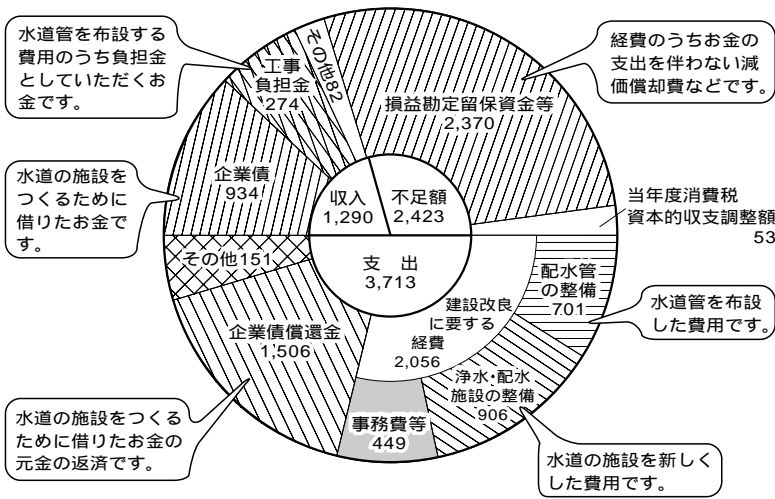 水道管を布設する
費用のうち負担金
としていただくお
金です。
工事
負担金
274
その他82
経費のうちお金の
支出を伴わない減
価償却費などです。
損益勘定留保資金等
2,370
企業債
934
水道の施設を
つくるために
借りたお金で
す。
収入
1,290
不足額
2,423
当年度消費税
資本的収支調整額
53
その他151
支出
3,713
配水管
の整備
701
水道管を布設
した費用です。
建設改良
に要する
経費
2,056
企業債償還金
1,506
浄水・配水
施設の整備
906
事務費等
449
水道の施設をつくる
ために借りたお金の
元金の返済です。
水道の施設を新しく
した費用です。